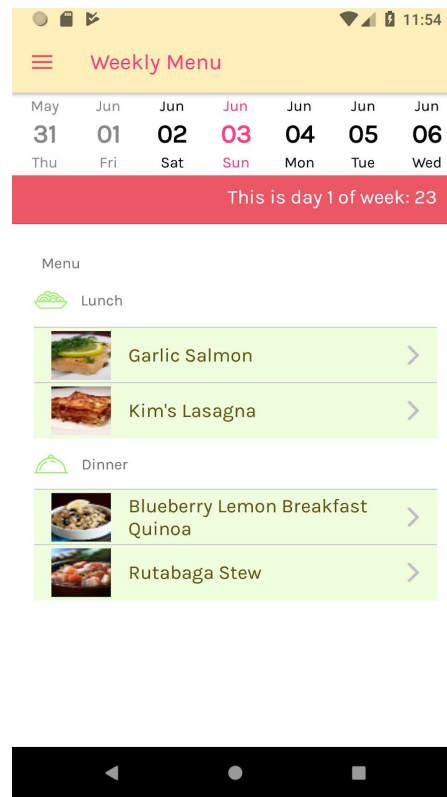 11:54
Weekly Menu
May Jun Jun Jun Jun Jun Jun
31 01 02 03 04 05 06
Thu Fri Sat Sun Mon Tue Wed
This is day 1 of week: 23
Menu
Lunch
Garlic Salmon
Kim's Lasagna
Dinner
Blueberry Lemon Breakfast
Quinoa
Rutabaga Stew